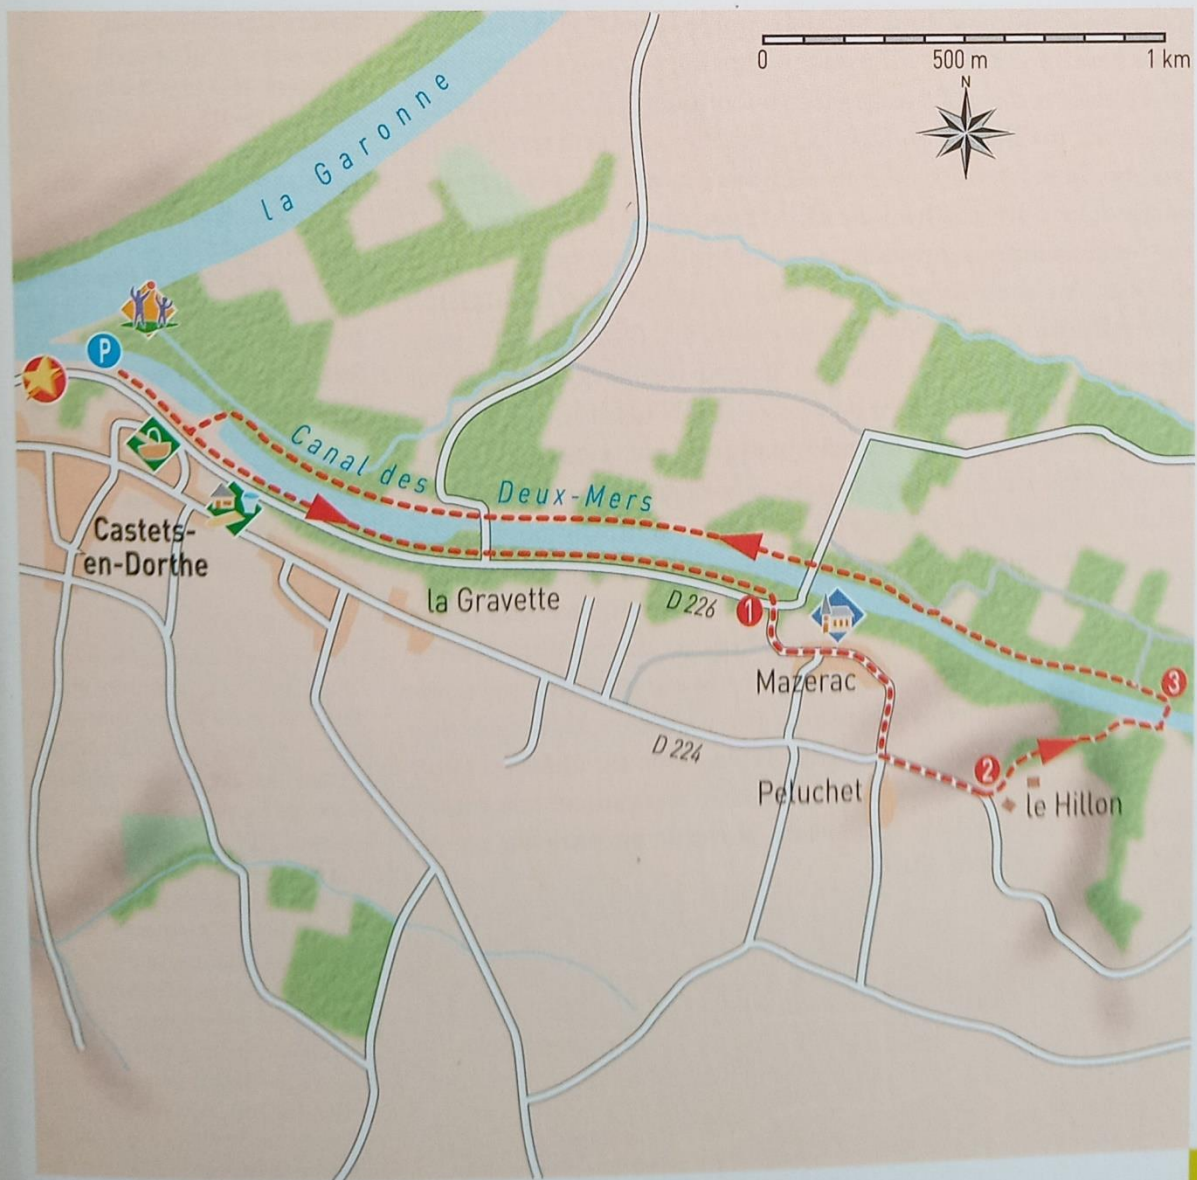 0
500 m
1 km
N
la Garonne
P
Canal des
Deux-Mers
Castets-
en-Dorthe
la Gravette
D 226
1
Mazerac
3
D 224
2
Peluchet
le Hillon